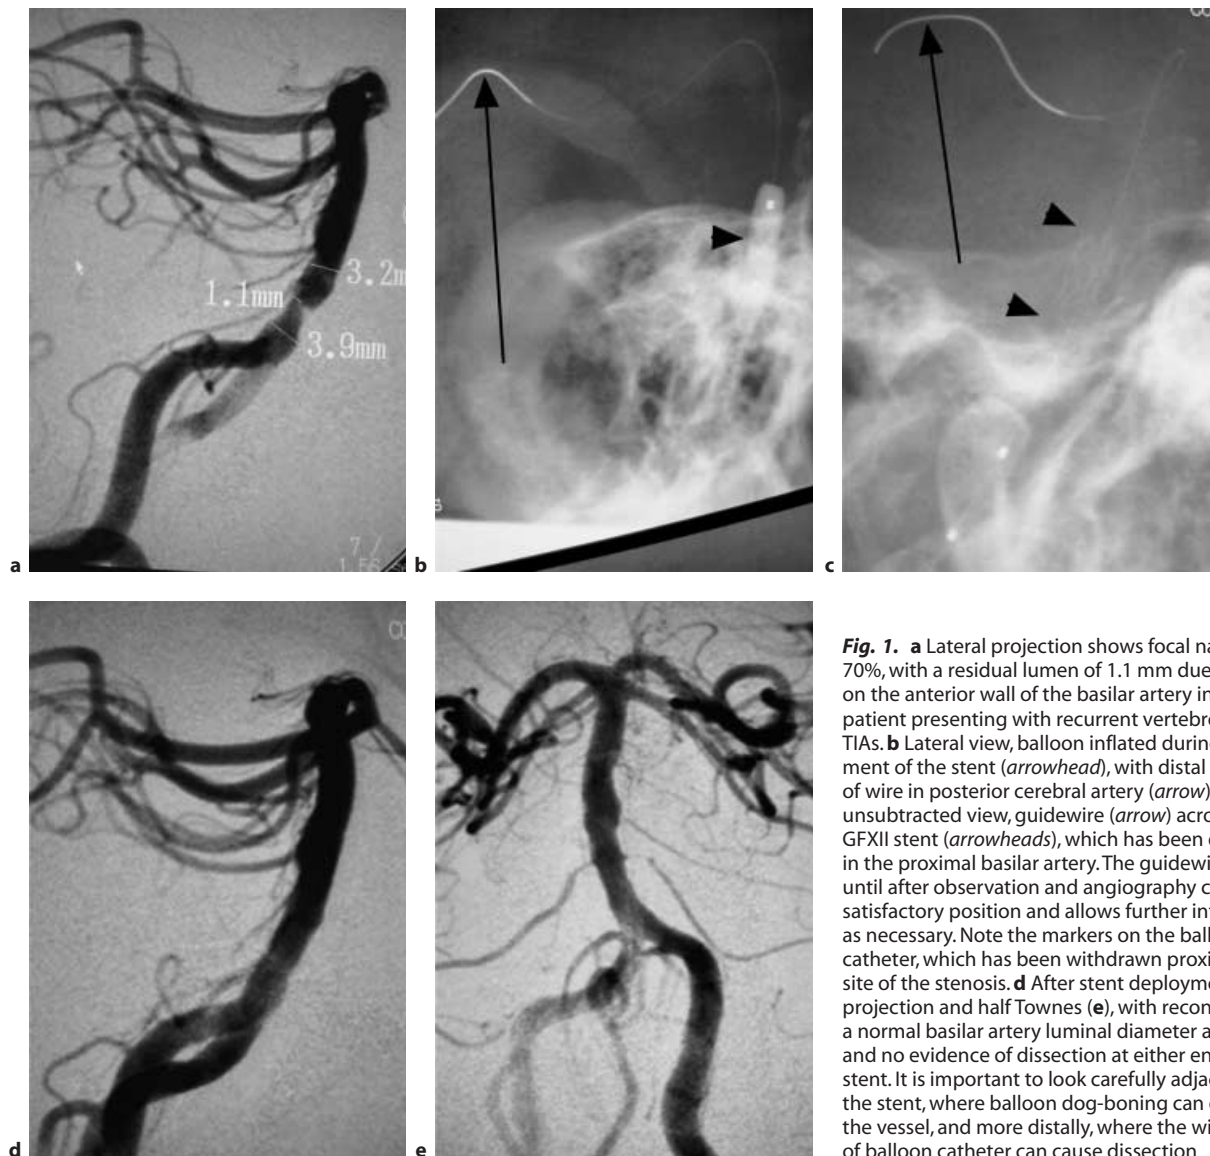 3.2m
1.1mm
3.9mm
7 /
a
b
c
d
e
Fig. 1. a Lateral projection shows focal na
70%, with a residual lumen of 1.1 mm due
on the anterior wall of the basilar artery in
patient presenting with recurrent vertebro
TIAs. b Lateral view, balloon inflated during
ment of the stent (arrowhead), with distal
of wire in posterior cerebral artery (arrow)
unsubtracted view, guidewire (arrow) acro
GFXII stent (arrowheads), which has been
in the proximal basilar artery. The guidewi
until after observation and angiography c
satisfactory position and allows further in
as necessary. Note the markers on the ball
catheter, which has been withdrawn proxi
site of the stenosis. d After stent deployme
projection and half Townes (e), with recon
a normal basilar artery luminal diameter a
and no evidence of dissection at either en
stent. It is important to look carefully adja
the stent, where balloon dog-boning can
the vessel, and more distally, where the wi
of balloon catheter can cause dissection